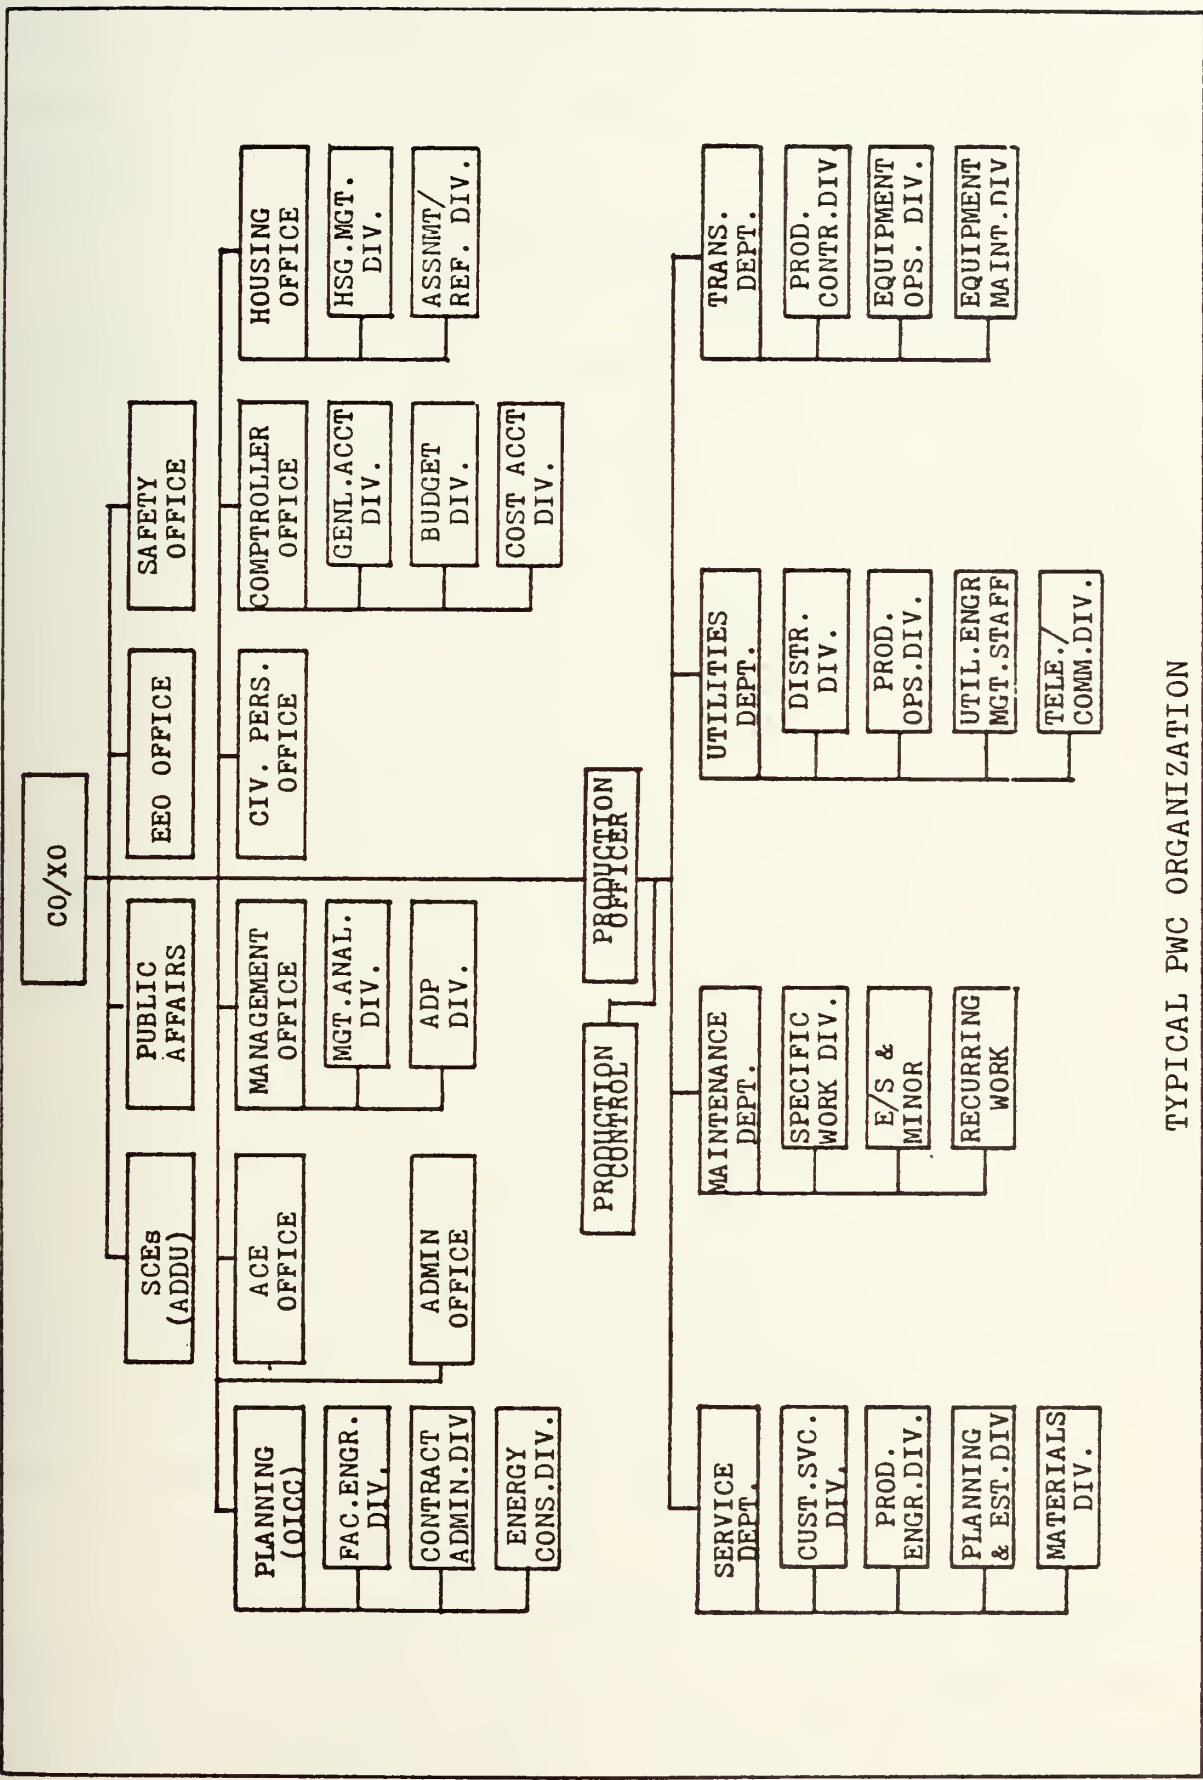 CO/XO
SCEs
(ADDU)
PUBLIC
AFFAIRS
EEO OFFICE
SAFETY
OFFICE
PLANNING
(OICC)
FAC.ENGR.
DIV.
CONTRACT
ADMIN.DIV
ENERGY
CONS.DIV.
ACE
OFFICE
ADMIN
OFFICE
MANAGEMENT
OFFICE
MGT.ANAL.
DIV.
ADP
DIV.
CIV. PERS.
OFFICE
COMPTROLLER
OFFICE
GENL.ACCT
DIV.
BUDGET
DIV.
COST ACCT
DIV.
HOUSING
OFFICE
HSG.MGT.
DIV.
ASSNMT/
REF. DIV.
PRODUCTION
OFFICER
PRODUCTION
CONTROL
SERVICE
DEPT.
CUST.SVC.
DIV.
PROD.
ENGR.DIV.
PLANNING
& EST.DIV
MATERIALS
DIV.
MAINTENANCE
DEPT.
SPECIFIC
WORK DIV.
E/S &
MINOR
RECURRING
WORK
UTILITIES
DEPT.
DISTR.
DIV.
PROD.
OPS.DIV.
UTIL.ENGR
MGT.STAFF
TELE./
COMM.DIV.
TRANS.
DEPT.
PROD.
CONTR.DIV
EQUIPMENT
OPS. DIV.
EQUIPMENT
MAINT.DIV
TYPICAL PWC ORGANIZATION